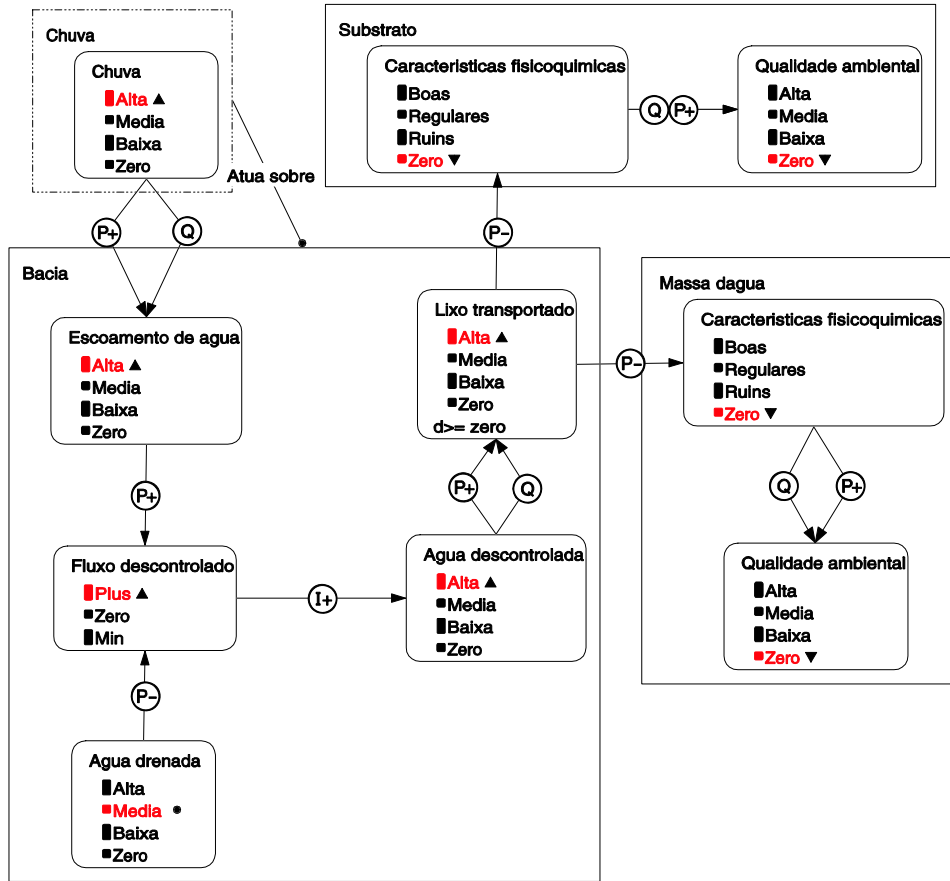 Chuva
Chuva
Alta
Media
Baixa
Zero
Atua sobre
P+
Q
Substrato
Caracteristicas fisicoquimicas
Boas
Regulares
Ruins
Zero
Q
P+
Qualidade ambiental
Alta
Media
Baixa
Zero
P-
Bacia
Escoamento de agua
Alta
Media
Baixa
Zero
P+
Fluxo descontrolado
Plus
Zero
Min
I+
P-
Agua drenada
Alta
Media
Baixa
Zero
Lixo transportado
Alta
Media
Baixa
Zero
d>= zero
P+
Q
Agua descontrolada
Alta
Media
Baixa
Zero
P-
Massa dagua
Caracteristicas fisicoquimicas
Boas
Regulares
Ruins
Zero
Q
P+
Qualidade ambiental
Alta
Media
Baixa
Zero